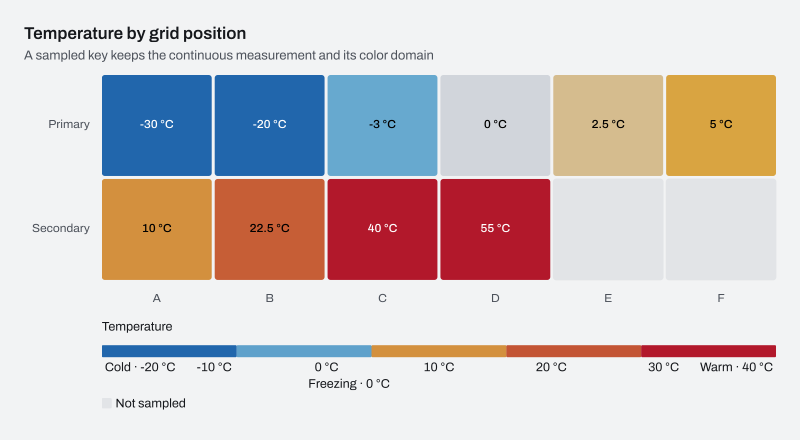 Temperature by grid position
A sampled key keeps the continuous measurement and its color domain
Primary -30 °C -20 °C -3 °C 0 °C 2.5 °C 5 °C
Secondary 10 °C 22.5 °C 40 °C 55 °C
A B C D E F
Temperature
Cold · -20 °C -10 °C 0 °C 10 °C 20 °C 30 °C Warm · 40 °C
Freezing · 0 °C
Not sampled